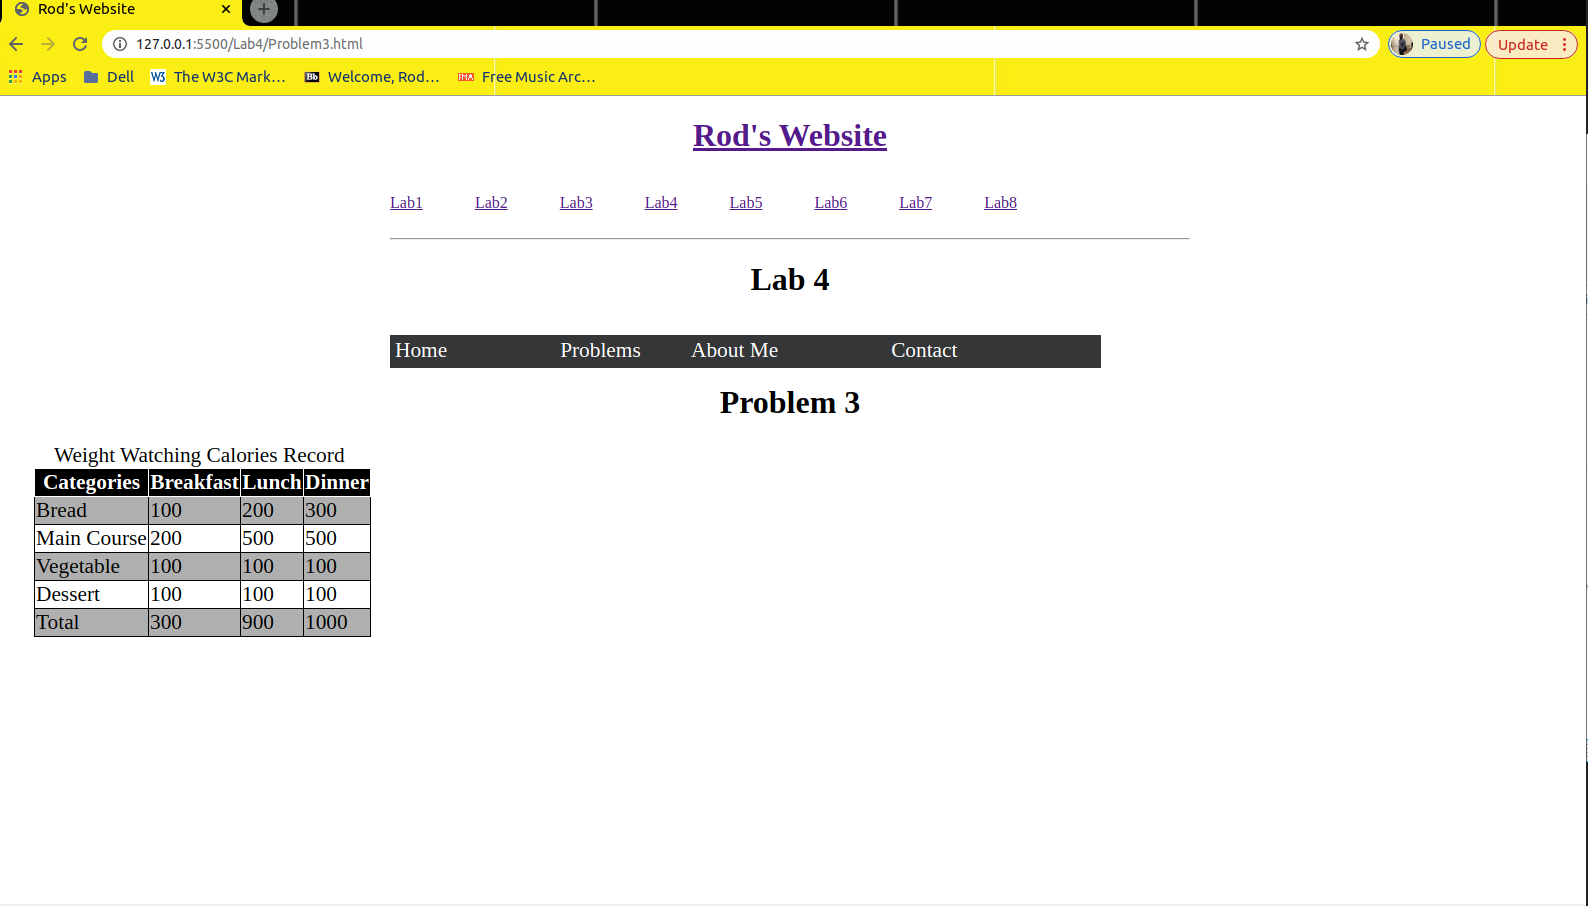 Rod's Website
127.0.0.1:5500/Lab4/Problem3.html
Paused
Update
Apps Dell The W3C Mark... Welcome, Rod... Free Music Arc...
Rod's Website
Lab1 Lab2 Lab3 Lab4 Lab5 Lab6 Lab7 Lab8
Lab 4
Home Problems About Me Contact
Problem 3
Weight Watching Calories Record
Categories Breakfast Lunch Dinner
Bread 100 200 300
Main Course 200 500 500
Vegetable 100 100 100
Dessert 100 100 100
Total 300 900 1000